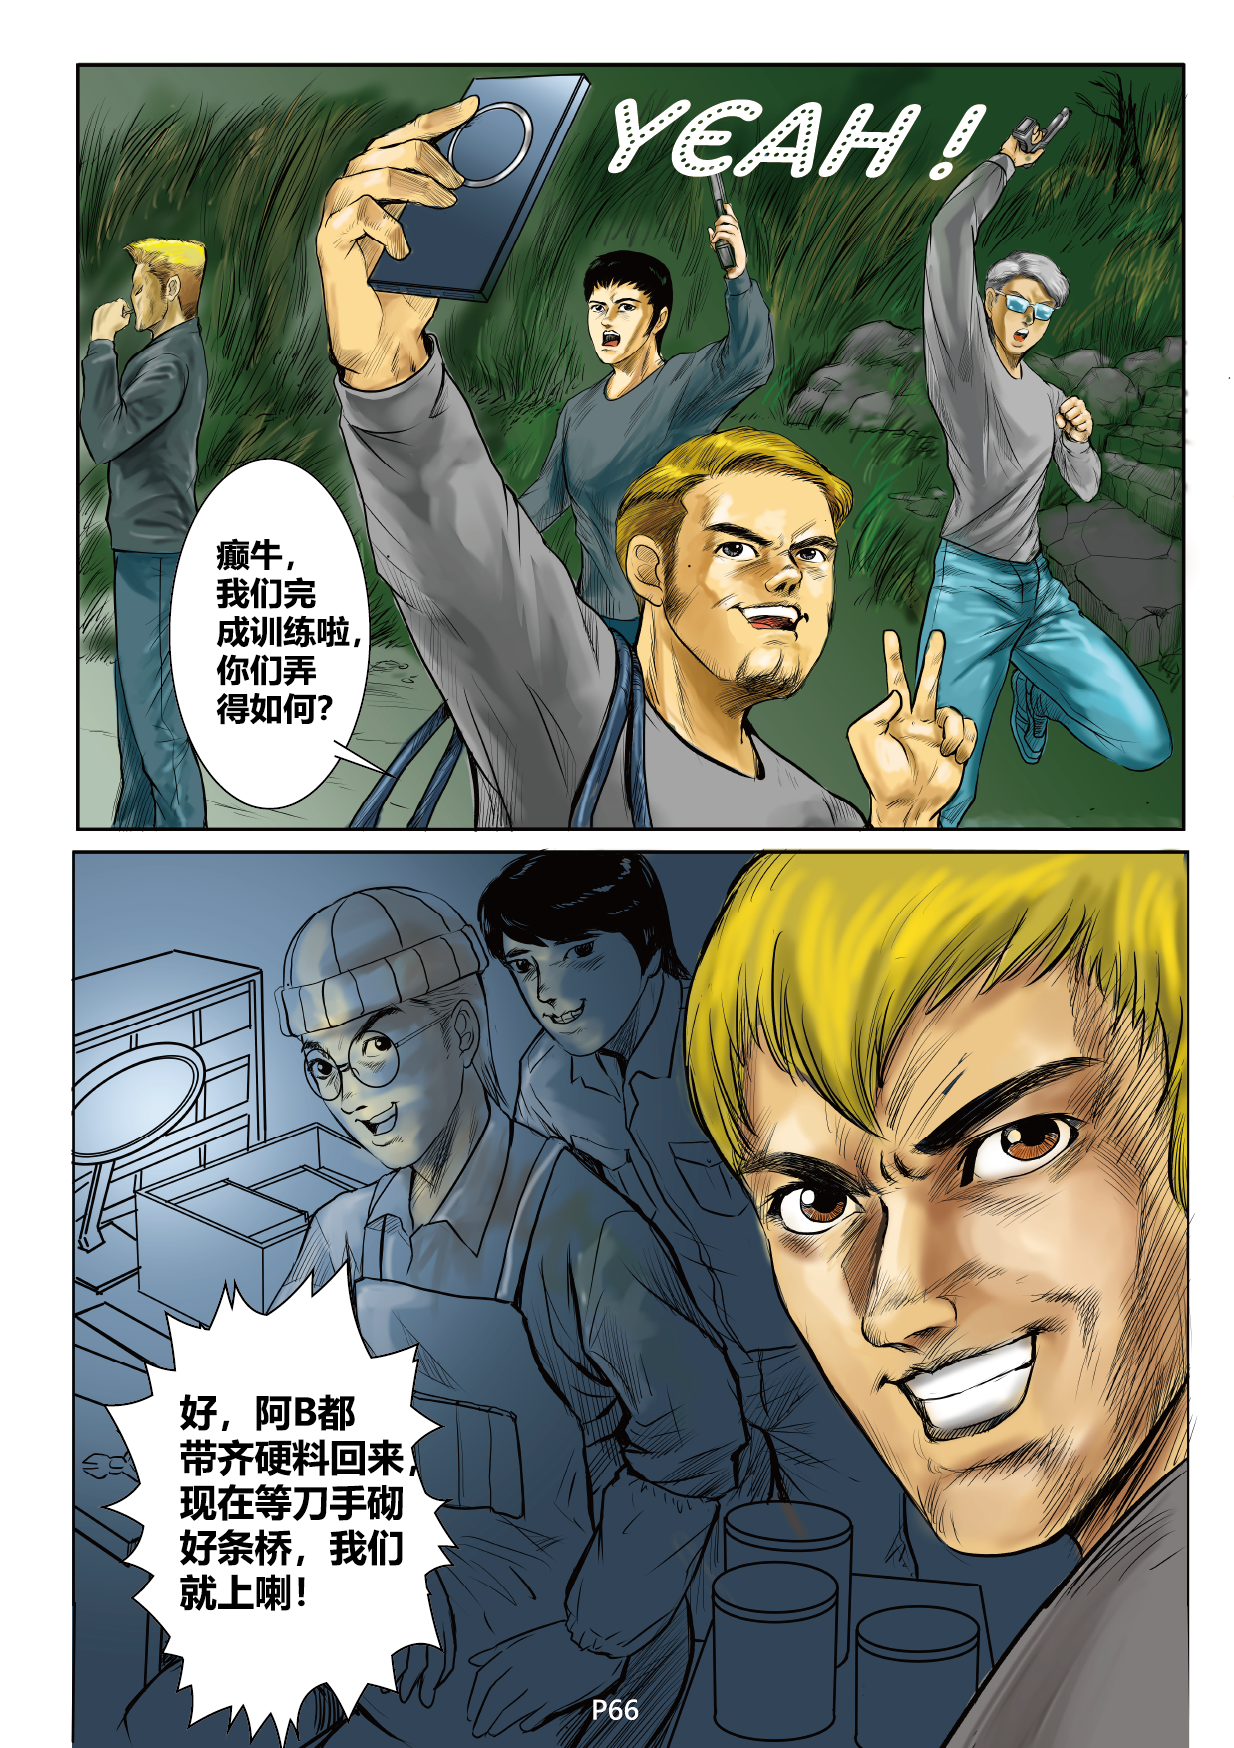 YEAH!
癫牛，
我们完
成训练啦，
你们弄
得如何?
好，阿B都
带齐硬料回来，
现在等刀手砌
好条桥，我们
就上喇！
P66